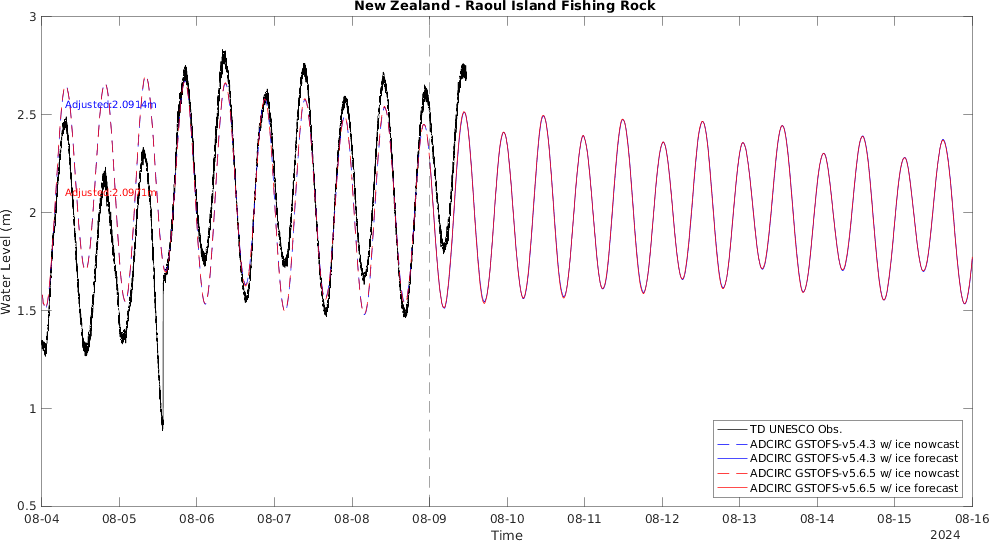 New Zealand - Raoul Island Fishing Rock
3
2.5
2
1.5
1
0.5
Water Level (m)
Adjusted:2.0914m
TD UNESCO Obs.
ADCIRC GSTOFS-v5.4.3 w/ ice nowcast
ADCIRC GSTOFS-v5.4.3 w/ ice forecast
ADCIRC GSTOFS-v5.6.5 w/ ice nowcast
ADCIRC GSTOFS-v5.6.5 w/ ice forecast
08-04 08-05 08-06 08-07 08-08 08-09 08-10 08-11 08-12 08-13 08-14 08-15 08-16
Time
2024